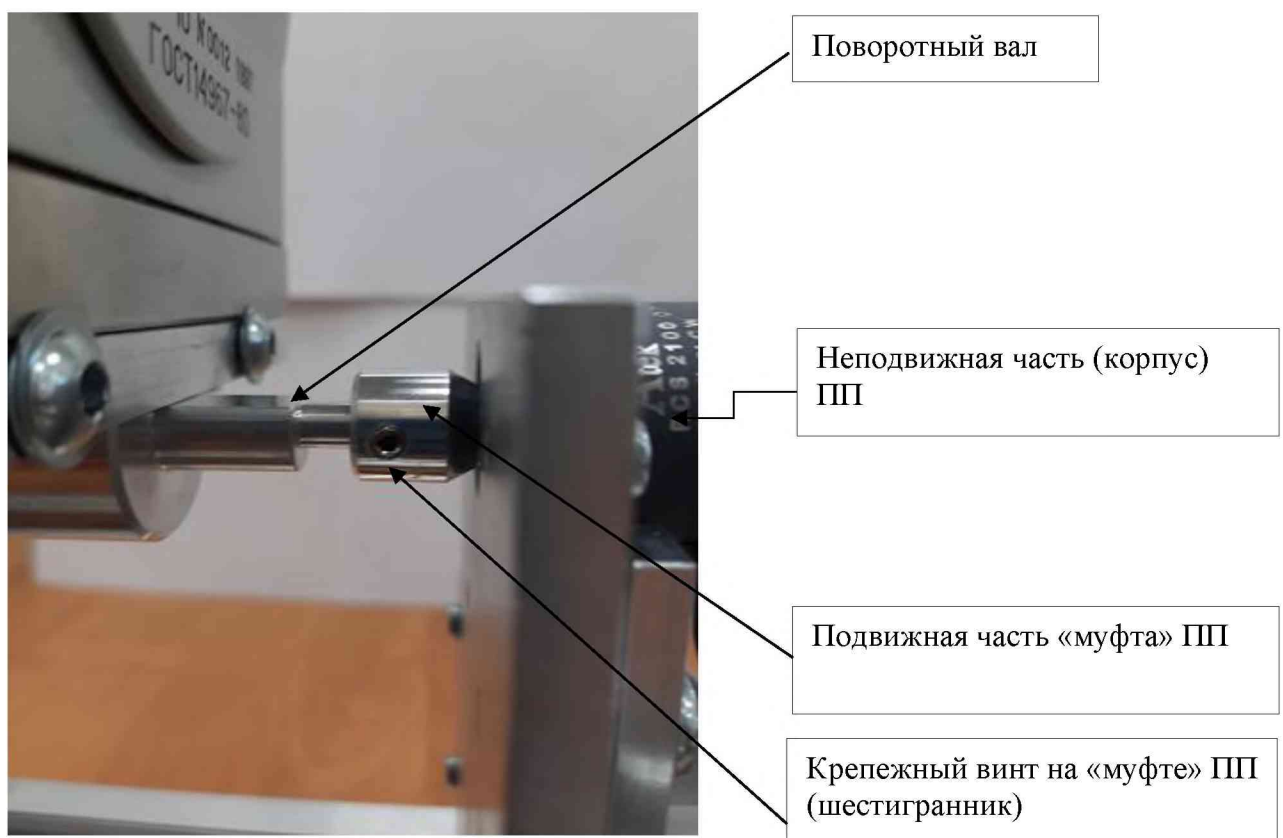 ГОСТ14967-80
Поворотный вал
Неподвижная часть (корпус)
ПП
Подвижная часть «муфта» ПП
Крепежный винт на «муфте» ПП
(шестигранник)